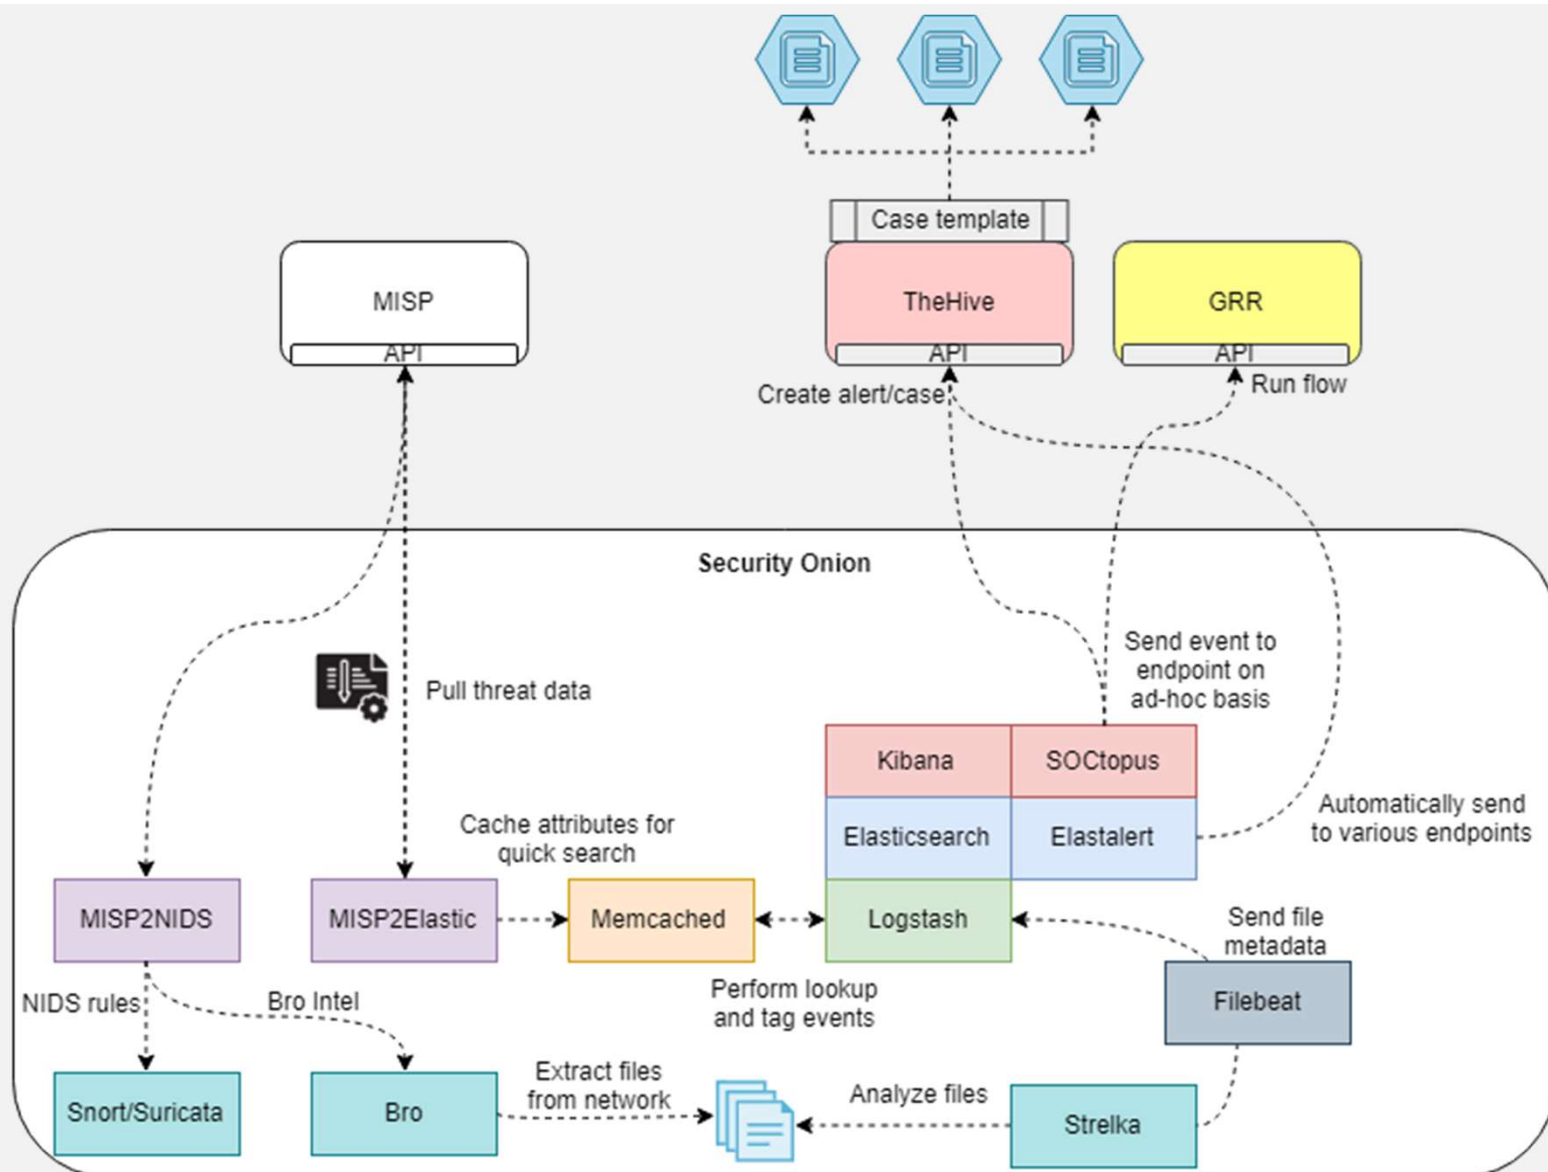 Case template
MISP
API
TheHive
API
GRR
API
Create alert/case
Run flow
Security Onion
Pull threat data
Send event to
endpoint on
ad-hoc basis
Kibana
SOCtopus
Elasticsearch
Elastalert
Automatically send
to various endpoints
Cache attributes for
quick search
MISP2NIDS
MISP2Elastic
Memcached
Logstash
Send file
metadata
Perform lookup
and tag events
Filebeat
NIDS rules
Bro Intel
Snort/Suricata
Bro
Extract files
from network
Analyze files
Strelka